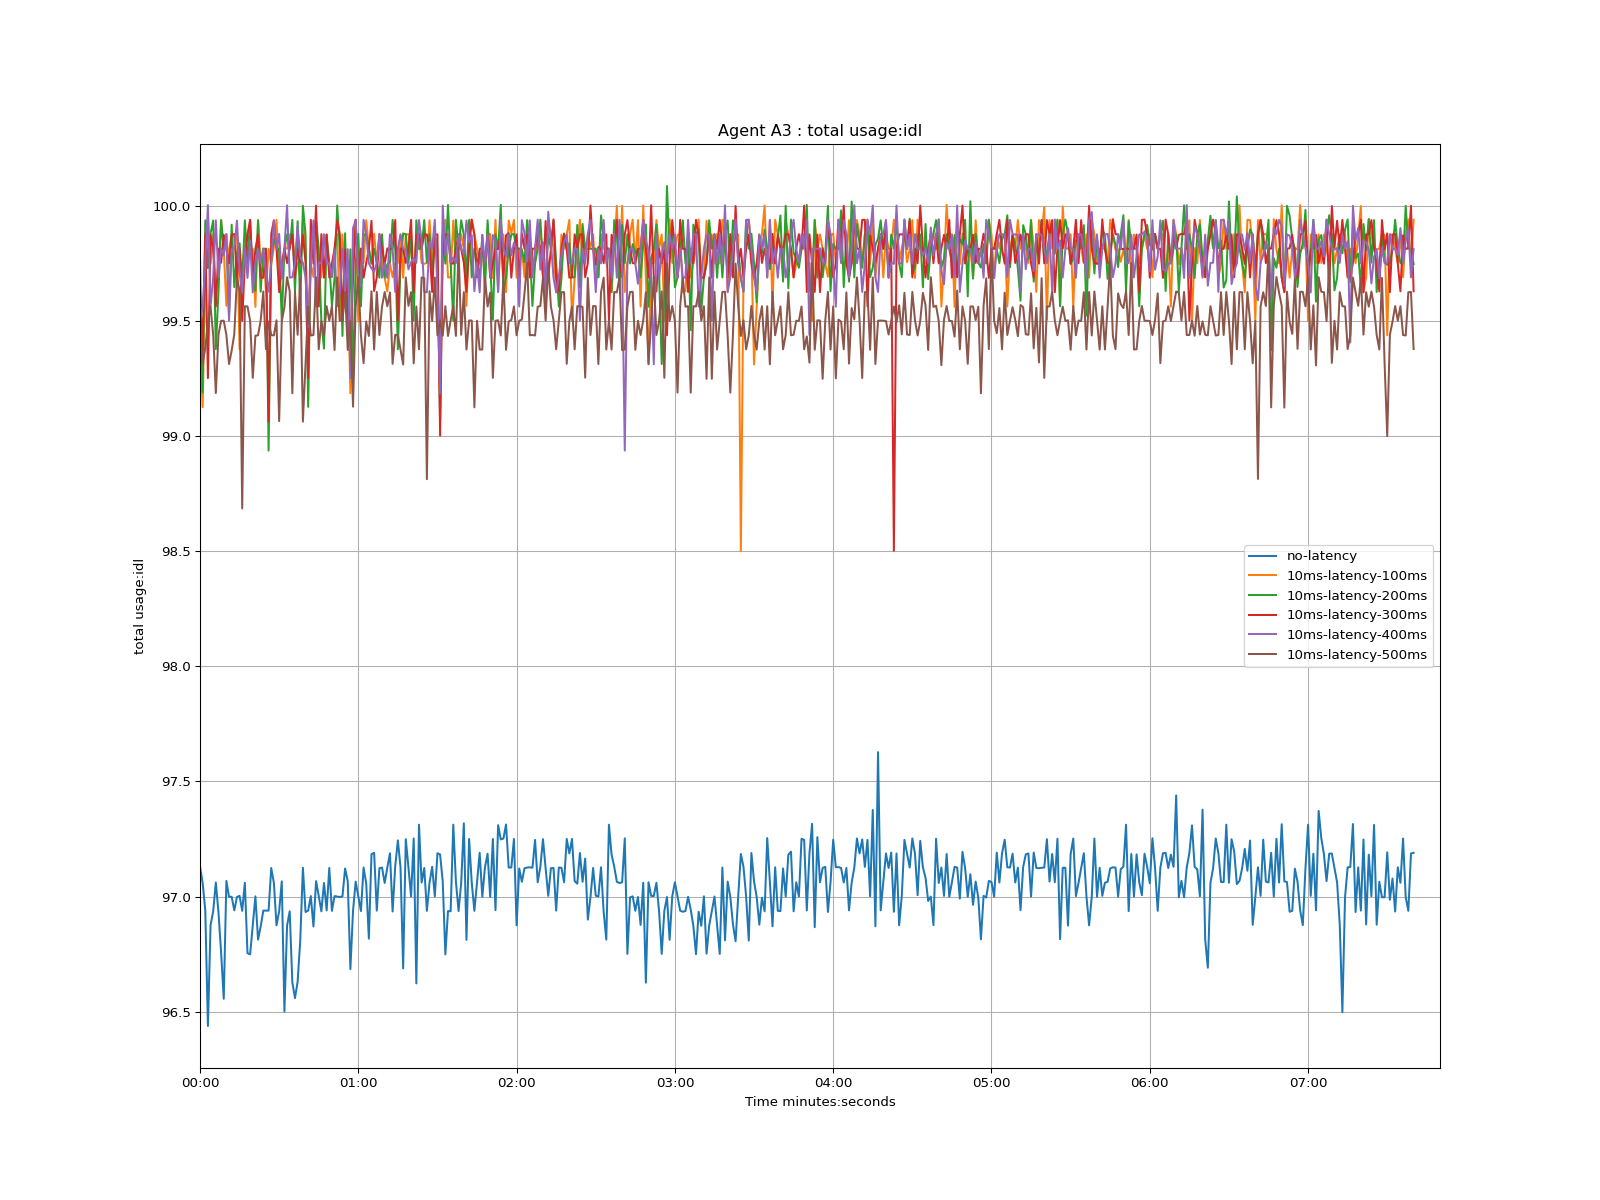 Agent A3 : total usage:idl
total usage:idl
100.0
99.5
99.0
98.5
98.0
97.5
97.0
96.5
no-latency
10ms-latency-100ms
10ms-latency-200ms
10ms-latency-300ms
10ms-latency-400ms
10ms-latency-500ms
00:00 01:00 02:00 03:00 04:00 05:00 06:00 07:00
Time minutes:seconds